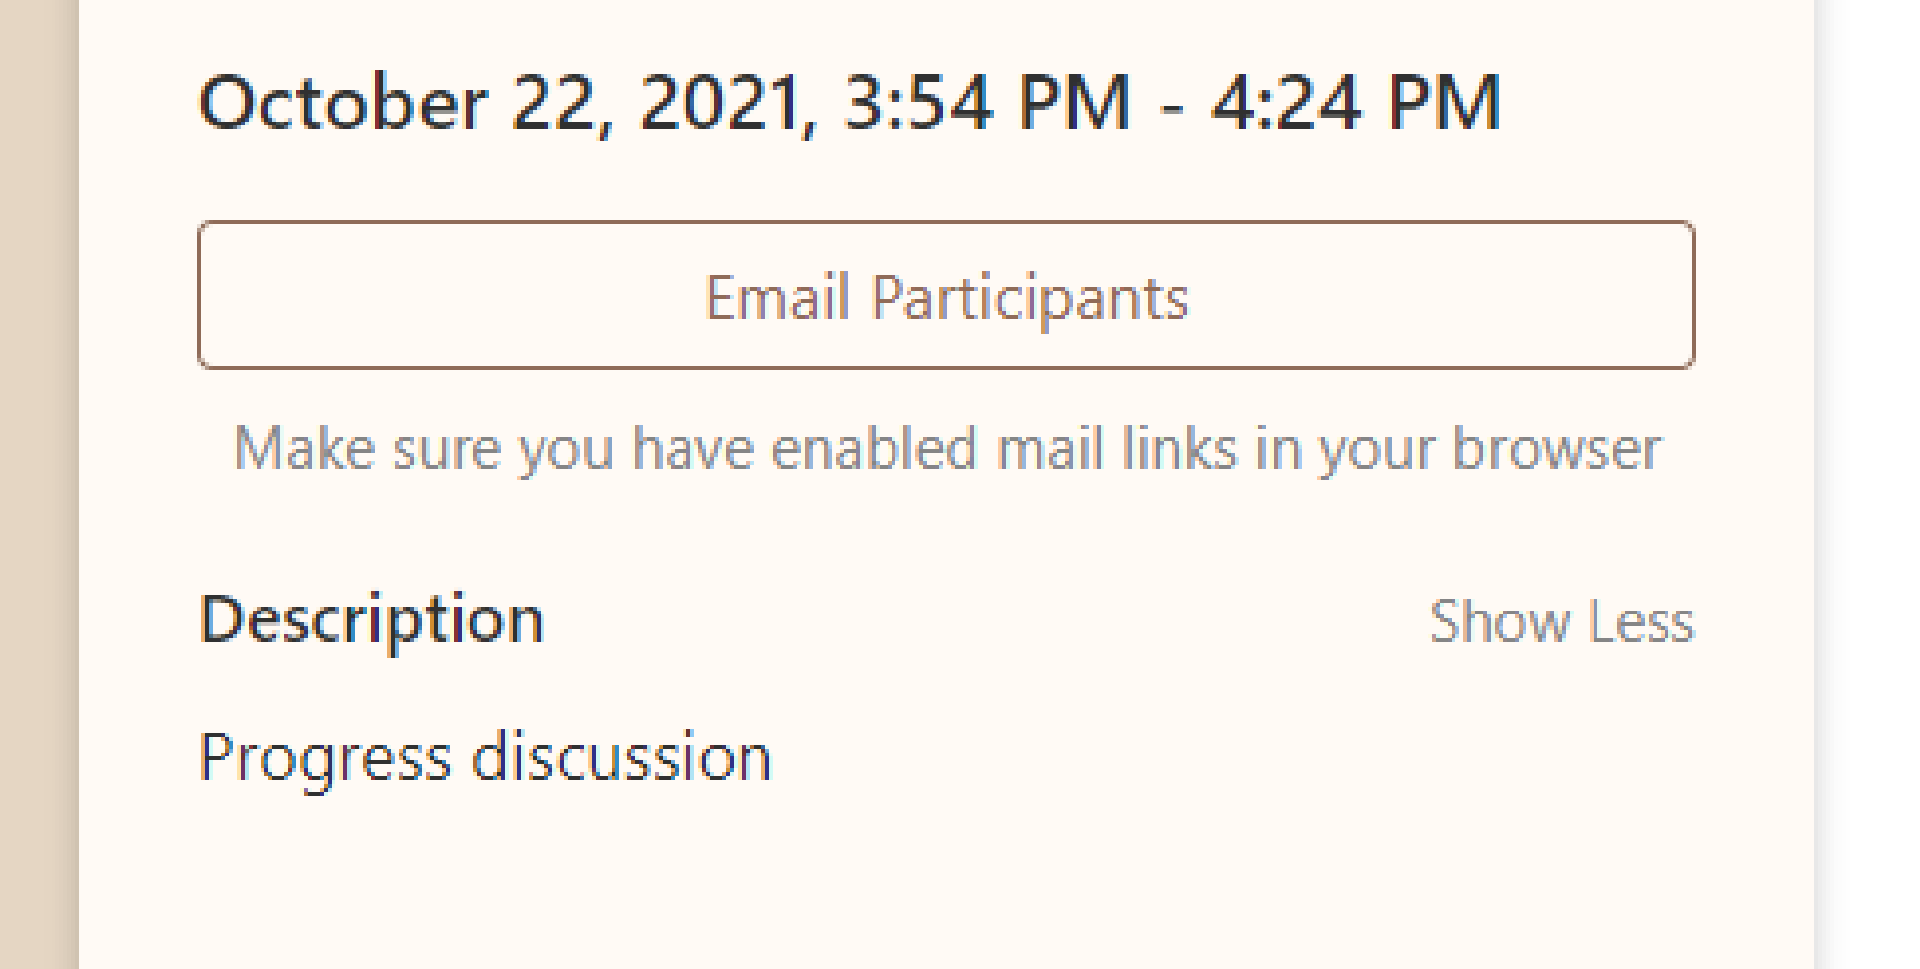 October 22, 2021, 3:54 PM - 4:24 PM
Email Participants
Make sure you have enabled mail links in your browser
Description
Show Less
Progress discussion